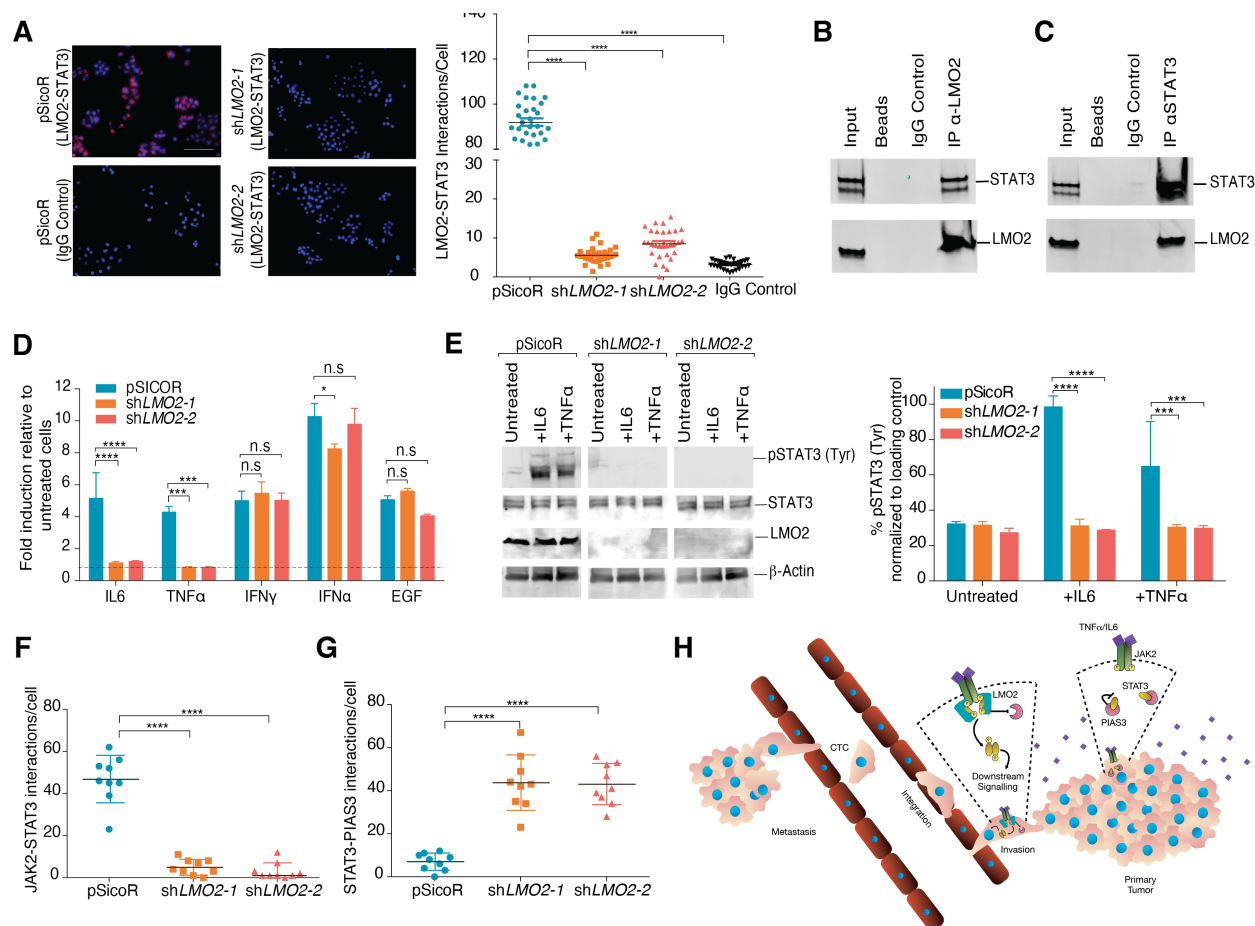 A
pSicoR
(LMO2-STAT3)
shLMO2-1
(LMO2-STAT3)
pSicoR
(IgG Control)
shLMO2-2
(LMO2-STAT3)
LMO2-STAT3 Interactions/Cell
140
120
100
80
30
20
10
0
****
****
****
pSicoR
shLMO2-1
shLMO2-2
IgG Control
B
Input
Beads
IgG Control
IP α-LMO2
STAT3
LMO2
C
Input
Beads
IgG Control
IP αSTAT3
STAT3
LMO2
D
Fold induction relative to
untreated cells
12
10
8
6
4
2
0
pSICOR
shLMO2-1
shLMO2-2
****
****
***
***
n.s
n.s
n.s
*
n.s
n.s
IL6
TNFα
IFNγ
IFNα
EGF
E
pSicoR
shLMO2-1
shLMO2-2
Untreated
+IL6
+TNFα
Untreated
+IL6
+TNFα
Untreated
+IL6
+TNFα
pSTAT3 (Tyr)
STAT3
LMO2
β-Actin
% pSTAT3 (Tyr)
normalized to loading control
100
80
60
40
20
0
pSicoR
shLMO2-1
shLMO2-2
****
****
***
***
Untreated
+IL6
+TNFα
F
JAK2-STAT3 interactions/cell
80
60
40
20
0
****
****
pSicoR
shLMO2-1
shLMO2-2
G
STAT3-PIAS3 interactions/cell
80
60
40
20
0
****
****
pSicoR
shLMO2-1
shLMO2-2
H
TNFα/IL6
JAK2
STAT3
PIAS3
LMO2
Downstream
Signalling
CTC
Integration
Metastasis
Invasion
Primary
Tumor